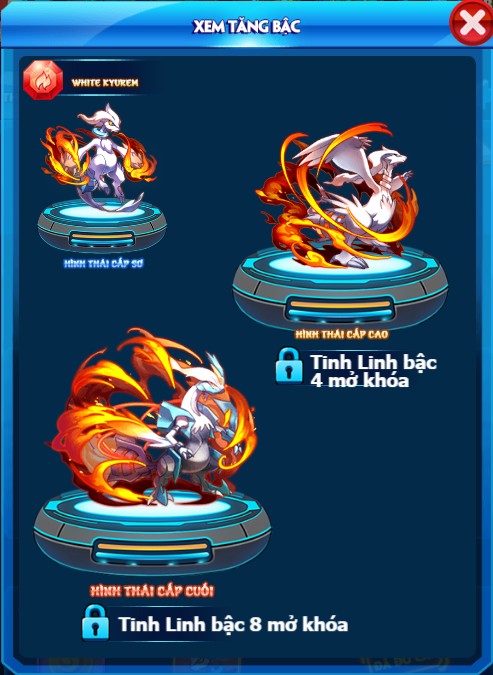 XEM TĂNG BẬC
WHITE KYUREM
HÌNH THÁI CẤP SƠ
HÌNH THÁI CẤP CAO
Tinh Linh bậc
4 mở khóa
HÌNH THÁI CẤP CUỐI
Tinh Linh bậc 8 mở khóa